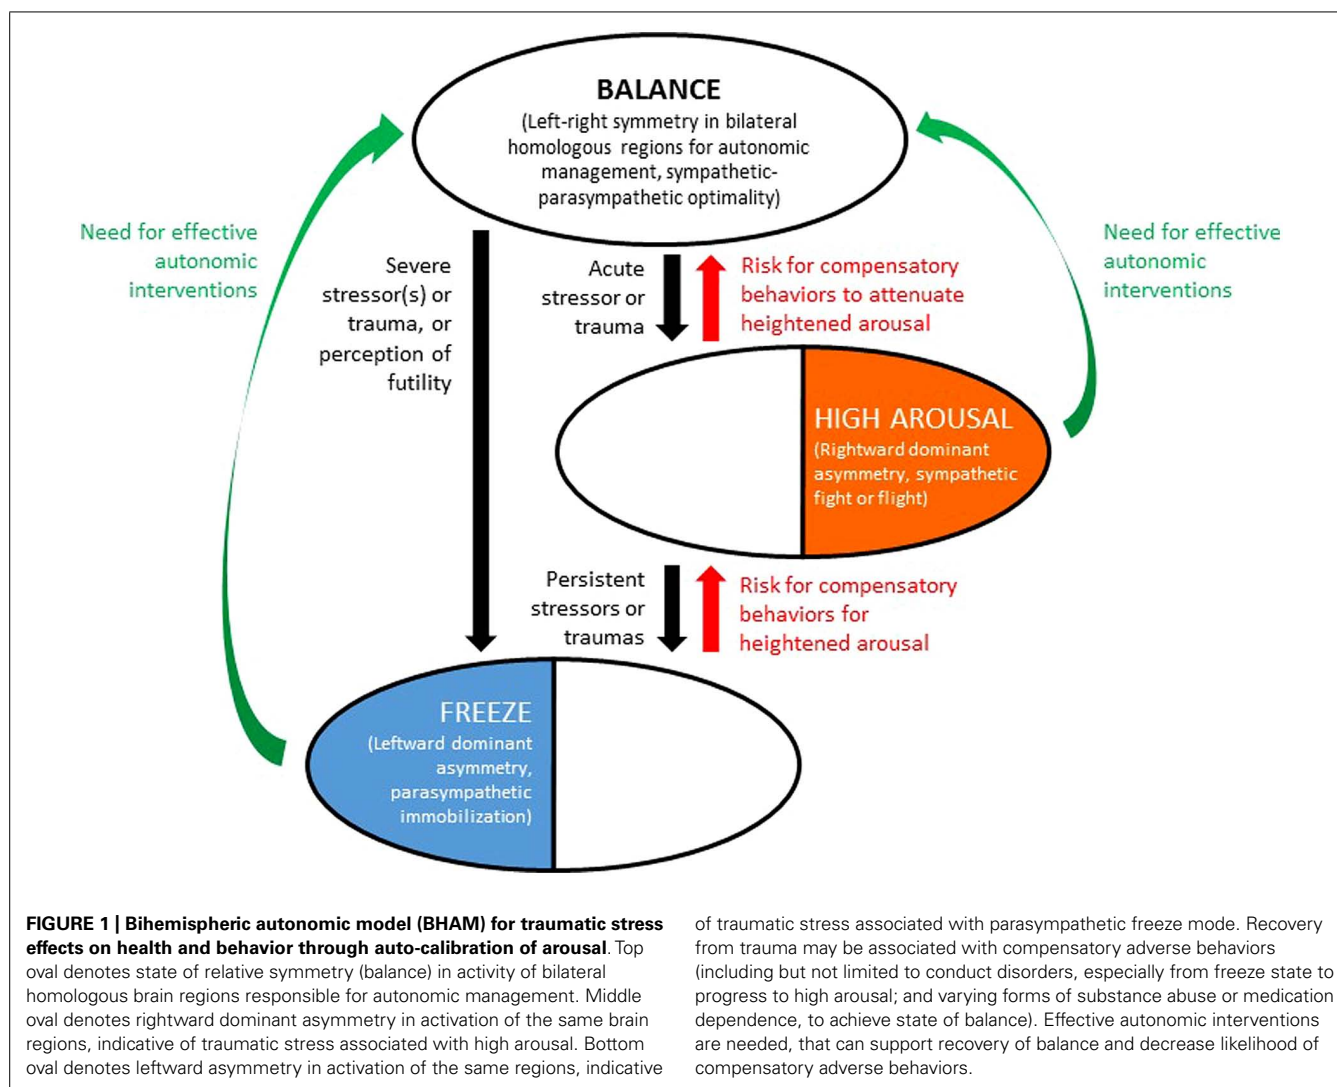 BALANCE
(Left-right symmetry in bilateral
homologous regions for autonomic
management, sympathetic-
parasympathetic optimality)
Need for effective
autonomic
interventions
Severe
stressor(s) or
trauma, or
perception of
futility
Acute
stressor or
trauma
Risk for compensatory
behaviors to attenuate
heightened arousal
Need for effective
autonomic
interventions
HIGH AROUSAL
(Rightward dominant
asymmetry, sympathetic
fight or flight)
Persistent
stressors or
traumas
Risk for compensatory
behaviors for
heightened arousal
FREEZE
(Leftward dominant
asymmetry,
parasympathetic
immobilization)
FIGURE 1 | Bihemispheric autonomic model (BHAM) for traumatic stress
effects on health and behavior through auto-calibration of arousal. Top
oval denotes state of relative symmetry (balance) in activity of bilateral
homologous brain regions responsible for autonomic management. Middle
oval denotes rightward dominant asymmetry in activation of the same brain
regions, indicative of traumatic stress associated with high arousal. Bottom
oval denotes leftward asymmetry in activation of the same regions, indicative
of traumatic stress associated with parasympathetic freeze mode. Recovery
from trauma may be associated with compensatory adverse behaviors
(including but not limited to conduct disorders, especially from freeze state to
progress to high arousal; and varying forms of substance abuse or medication
dependence, to achieve state of balance). Effective autonomic interventions
are needed, that can support recovery of balance and decrease likelihood of
compensatory adverse behaviors.